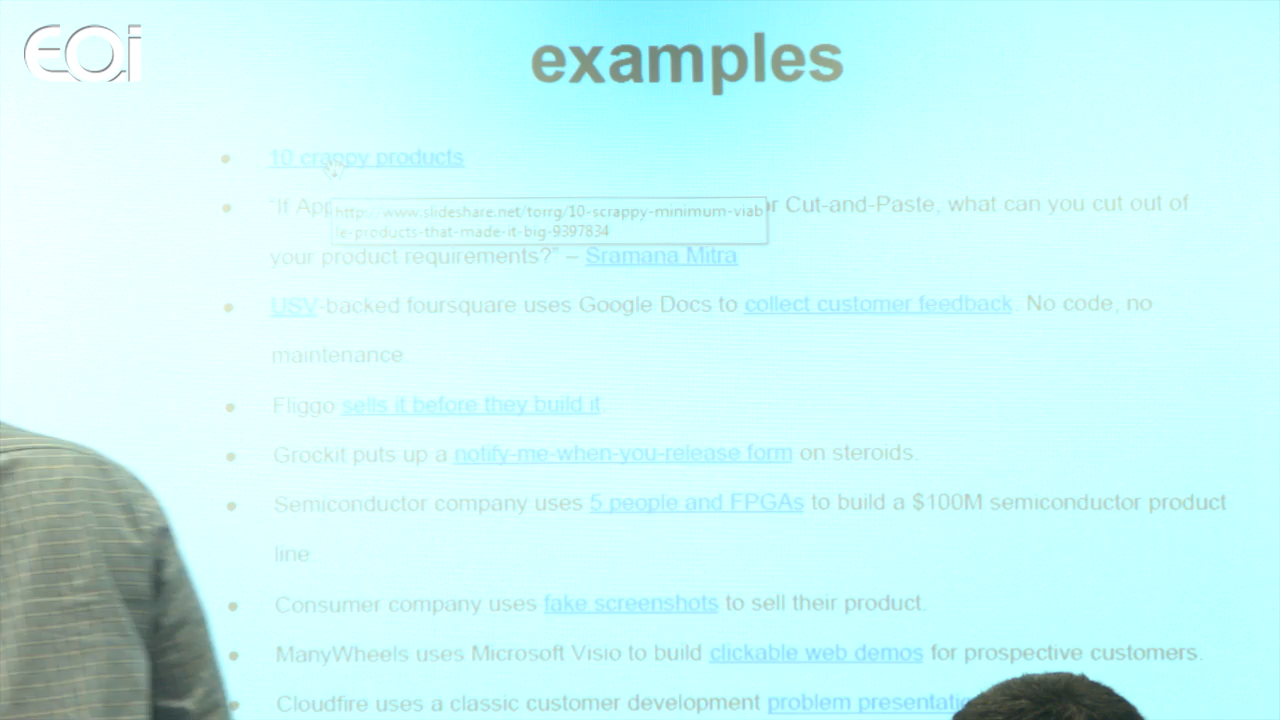 EOi
examples
10 crappy products
"If App
http://www.slideshare.net/torrg/10-scrappy-minimum-viab
le-products-that-made-it-big-9397834
r Cut-and-Paste, what can you cut out of
your product requirements?" – Sramana Mitra
USV-backed foursquare uses Google Docs to collect customer feedback. No code, no
maintenance.
Fliggo sells it before they build it.
Grockit puts up a notify-me-when-you-release form on steroids.
Semiconductor company uses 5 people and FPGAs to build a $100M semiconductor product
line.
Consumer company uses fake screenshots to sell their product.
ManyWheels uses Microsoft Visio to build clickable web demos for prospective customers.
Cloudfire uses a classic customer development problem presentati